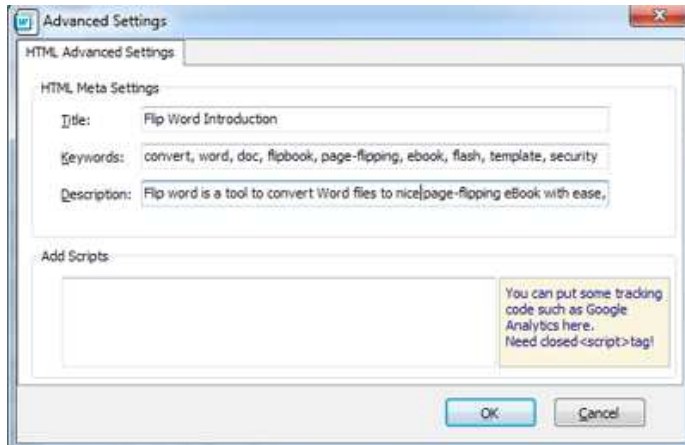 Advanced Settings
HTML Advanced Settings
HTML Meta Settings
Title: Flip Word Introduction
Keywords: convert, word, doc, flipbook, page-flipping, ebook, flash, template, security
Description: Flip word is a tool to convert Word files to nice page-flipping eBook with ease,
Add Scripts
You can put some tracking
code such as Google
Analytics here.
Need closed<script>tag!
OK Cancel